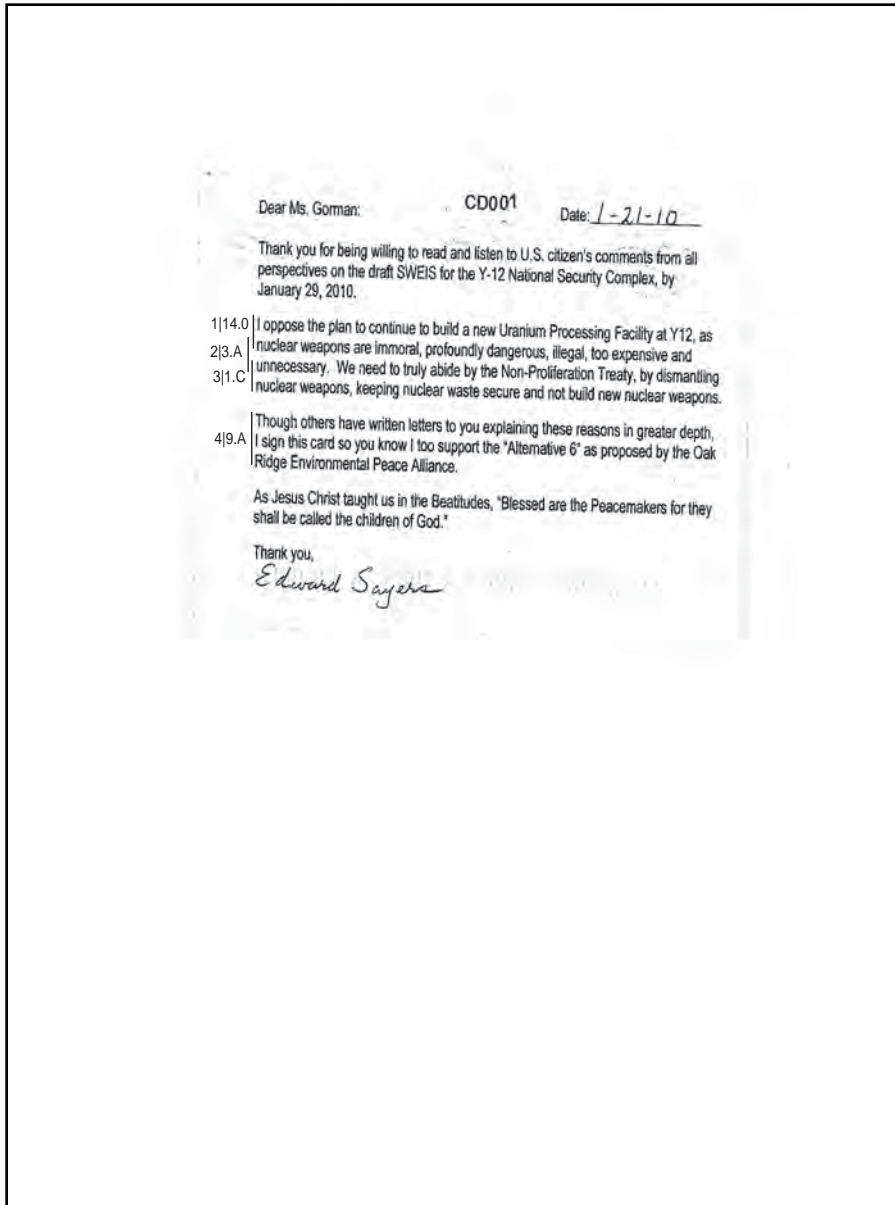 Dear Ms. Gorman: CD001 Date: 1-21-10
Thank you for being willing to read and listen to U.S. citizen's comments from all
perspectives on the draft SWEIS for the Y-12 National Security Complex, by
January 29, 2010.
1|14.0 I oppose the plan to continue to build a new Uranium Processing Facility at Y12, as
2|3.A nuclear weapons are immoral, profoundly dangerous, illegal, too expensive and
3|1.C unnecessary. We need to truly abide by the Non-Proliferation Treaty, by dismantling
nuclear weapons, keeping nuclear waste secure and not build new nuclear weapons.
Though others have written letters to you explaining these reasons in greater depth,
4|9.A I sign this card so you know I too support the "Alternative 6" as proposed by the Oak
Ridge Environmental Peace Alliance.
As Jesus Christ taught us in the Beatitudes, "Blessed are the Peacemakers for they
shall be called the children of God."
Thank you,
Edward Sayers